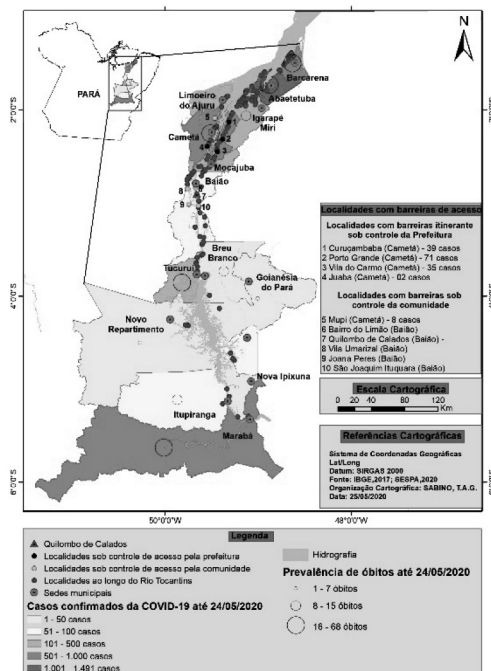 N
PARÁ
Barcarena
Abaetetuba
Limoeiro
do Ajuru
Igarapé
Miri
2°0'S
5
1
2
Cametá
4
3
Mocajuba
8
Baião
7
9
10
Breu
Branco
Tucuruí
Goianésia
do Pará
4°0'S
Novo
Repartimento
Nova Ipixuna
Itupiranga
Marabá
6°0'S
50°0'0"W
48°0'0"W
Localidades com barreiras de acesso
Localidades com barreiras itinerante
sob controle da Prefeitura
1 Curuçambaba (Cametá) - 39 casos
2 Porto Grande (Cametá) - 71 casos
3 Vila do Carmo (Cametá) - 35 casos
4 Juaba (Cametá) - 02 casos
Localidades com barreiras sob
controle da comunidade
5 Mupi (Cametá) - 8 casos
6 Bairro do Limão (Baião)
7 Quilombo de Calados (Baião) -
8 Vila Umarizal (Baião)
9 Joana Peres (Baião)
10 São Joaquim Ituquara (Baião)
Escala Cartográfica
0 20 40 80 120
Km
Referências Cartográficas
Sistema de Coordenadas Geográficas
Lat/Long
Datum: SIRGAS 2000
Fonte: IBGE,2017; SESPA,2020
Organização Cartográfica: SABINO, T.A.G.
Data: 25/05/2020
Legenda
Quilombo de Calados
Localidades sob controle de acesso pela prefeitura
Localidades sob controle de acesso pela comunidade
Localidades ao longo do Rio Tocantins
Sedes municipais
Casos confirmados da COVID-19 até 24/05/2020
1 - 50 casos
51 - 100 casos
101 - 500 casos
501 - 1.000 casos
1.001 - 1.491 casos
Hidrografia
Prevalência de óbitos até 24/05/2020
1 - 7 óbitos
8 - 15 óbitos
16 - 68 óbitos